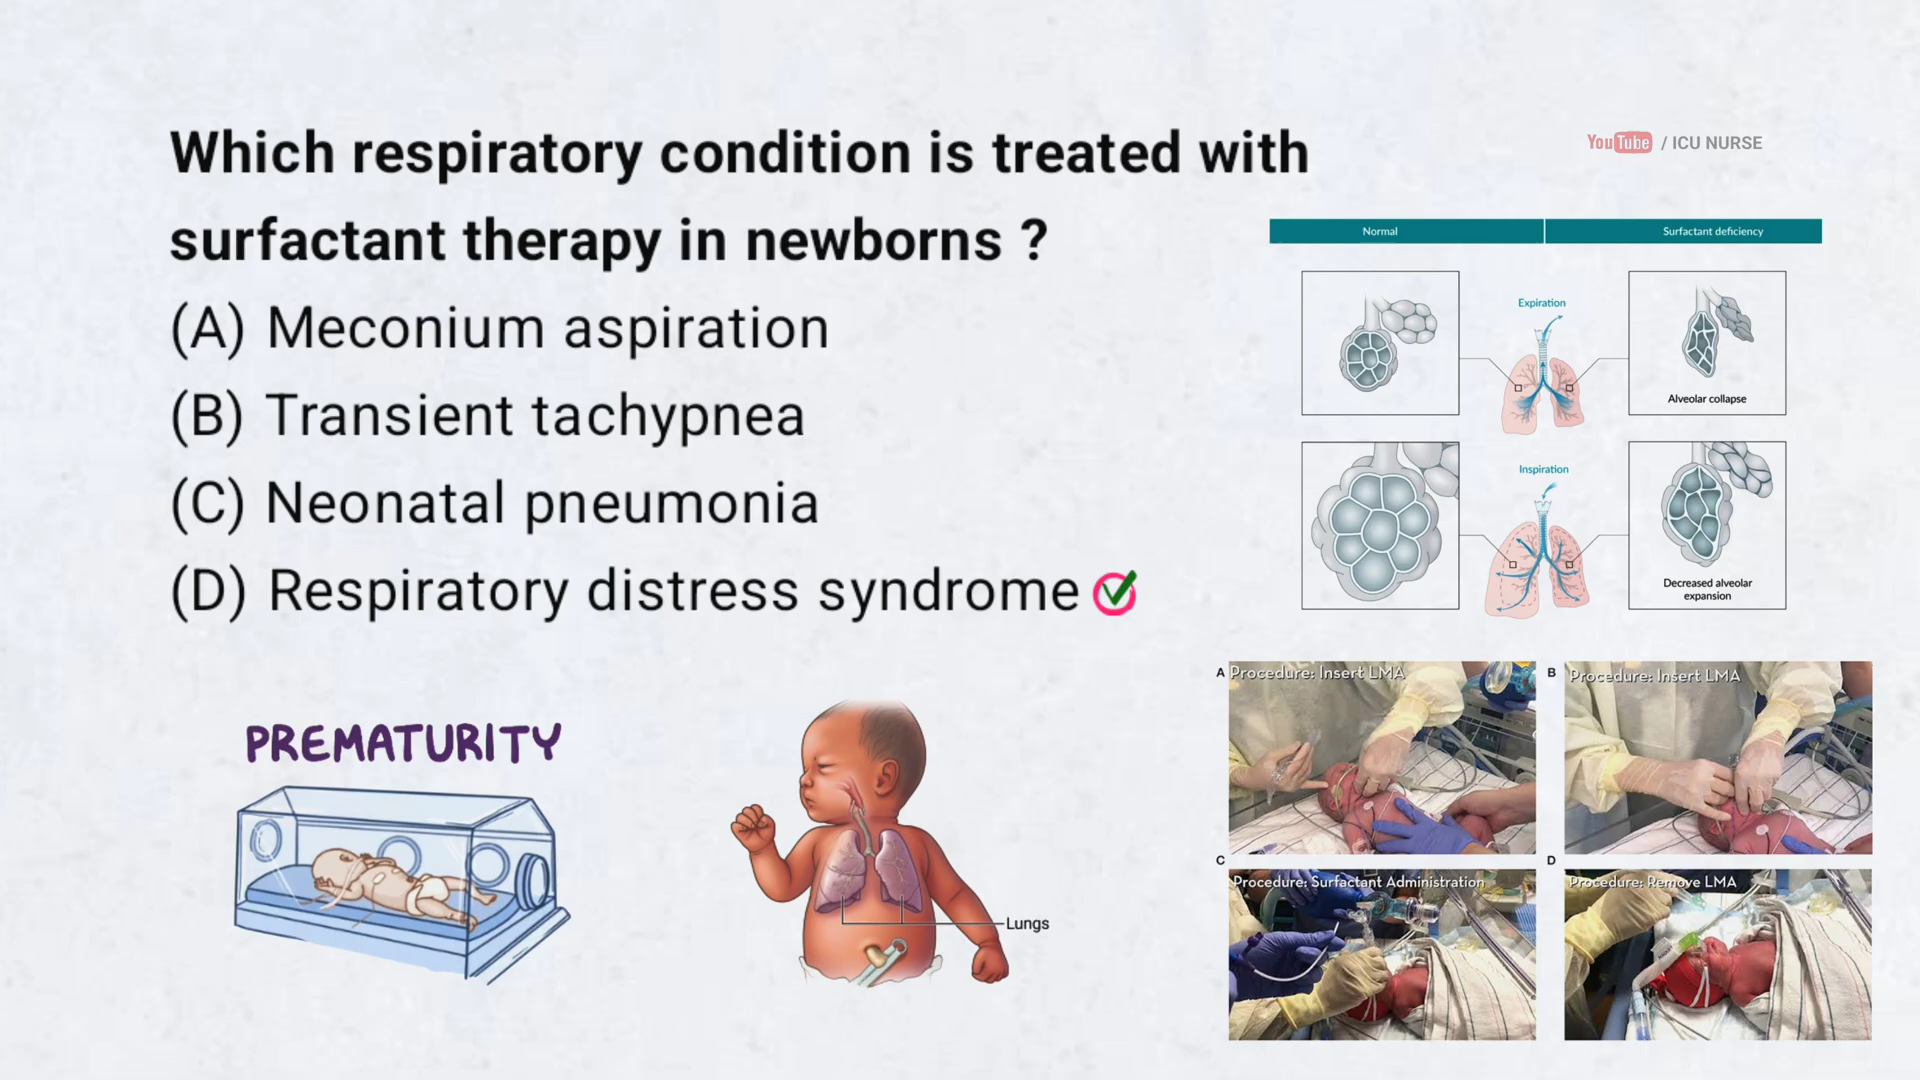 Which respiratory condition is treated with
surfactant therapy in newborns ?
(A) Meconium aspiration
(B) Transient tachypnea
(C) Neonatal pneumonia
(D) Respiratory distress syndrome
YouTube / ICU NURSE
Normal
Surfactant deficiency
Expiration
Alveolar collapse
Inspiration
Decreased alveolar
expansion
PREMATURITY
Lungs
A
Procedure: Insert LMA
B
Procedure: Insert LMA
C
Procedure: Surfactant Administration
D
Procedure: Remove LMA